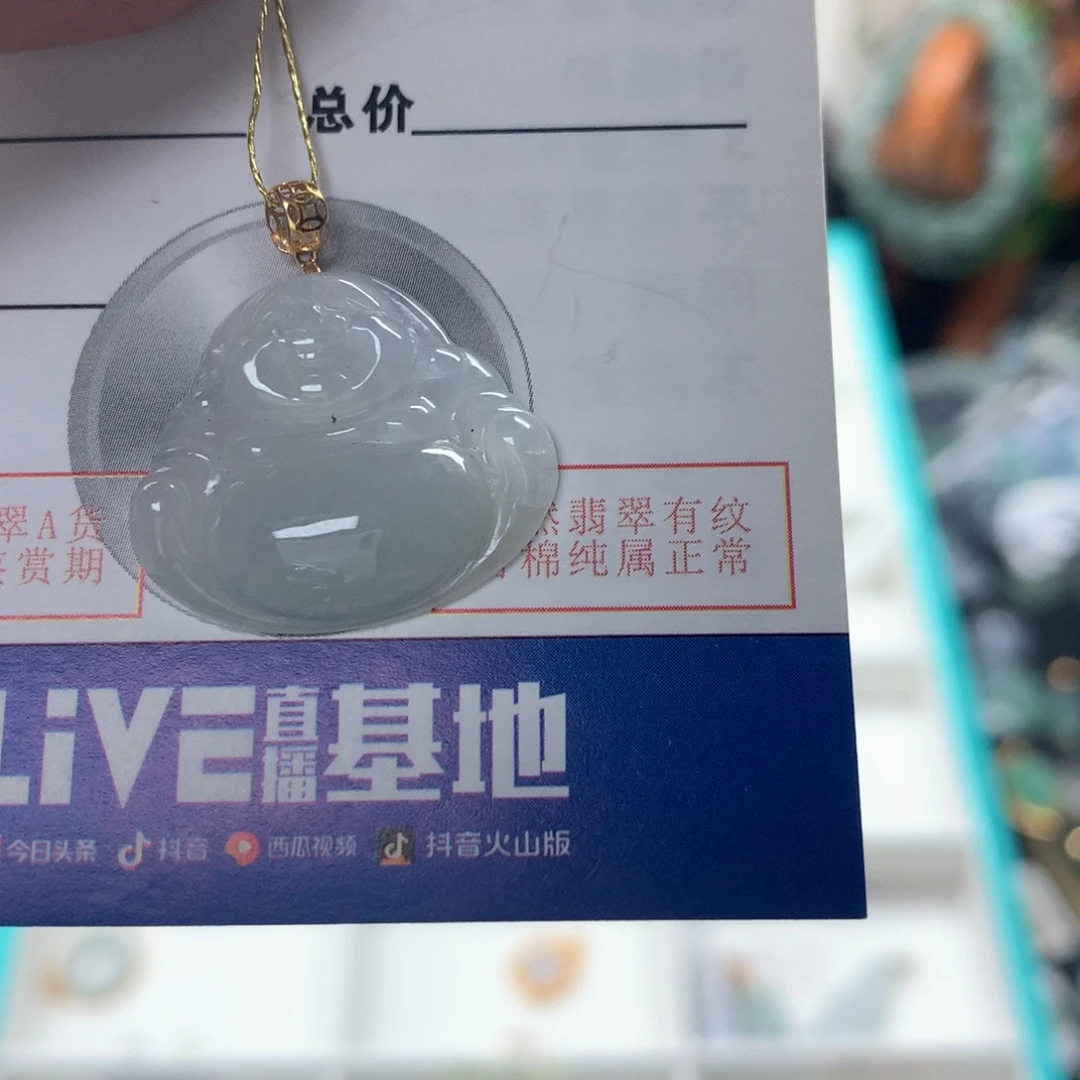 总价
翠A货
赏期
翡翠有纹
棉纯属正常
LiVE直播基地
今日头条 抖音 西瓜视频 抖音火山版